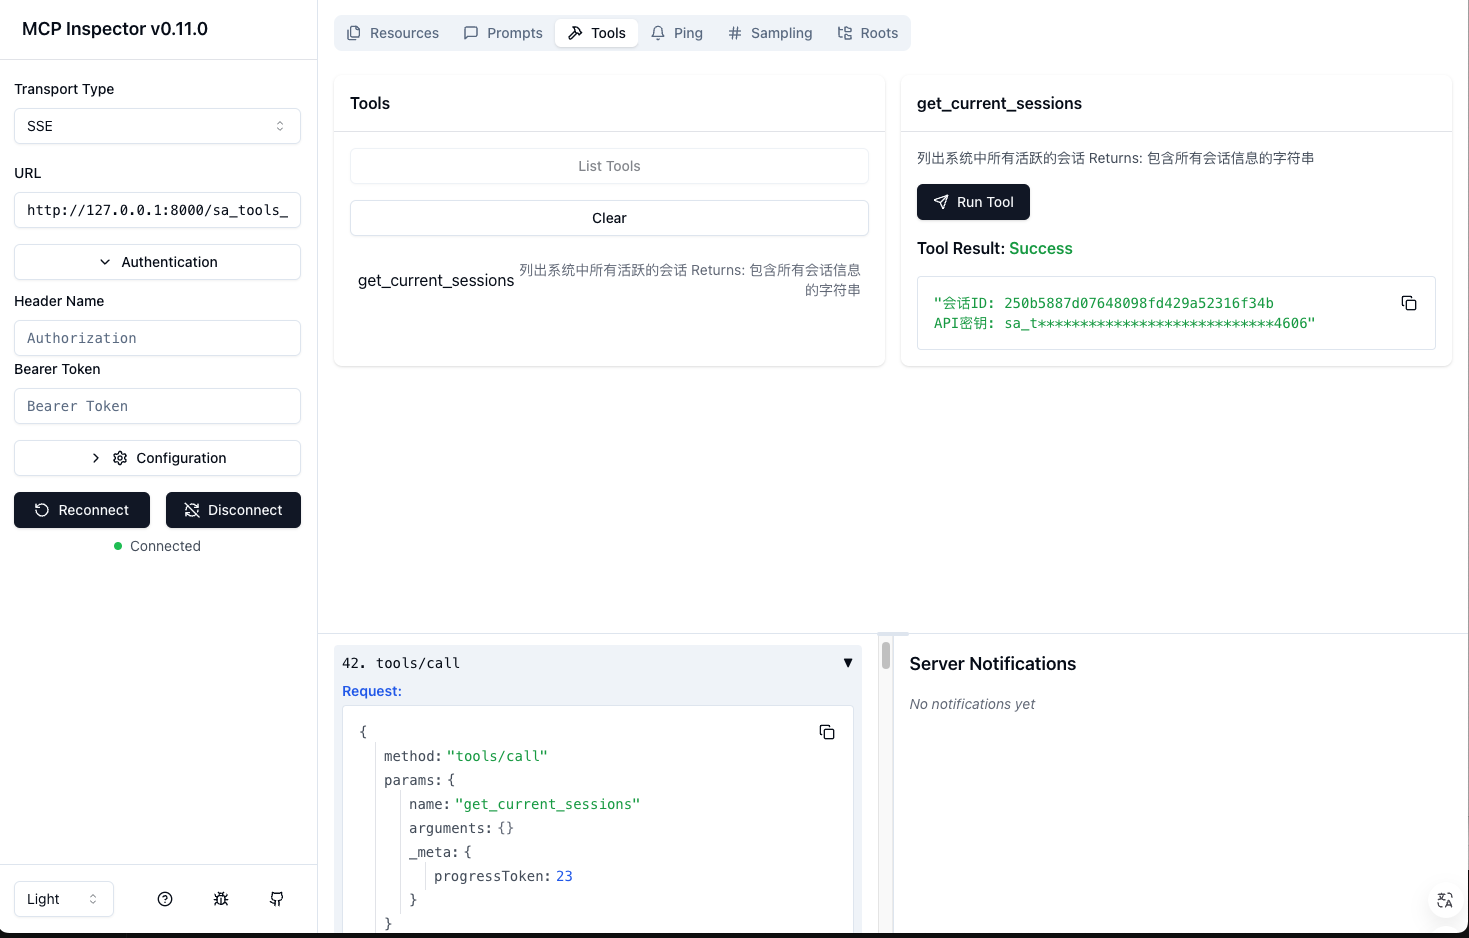 MCP Inspector v0.11.0
Transport Type
SSE
URL
http://127.0.0.1:8000/sa_tools_
Authentication
Header Name
Authorization
Bearer Token
Bearer Token
Configuration
Reconnect
Disconnect
Connected
Light
Resources
Prompts
Tools
Ping
Sampling
Roots
Tools
List Tools
Clear
get_current_sessions
列出系统中所有活跃的会话 Returns: 包含所有会话信息
的字符串
get_current_sessions
列出系统中所有活跃的会话 Returns: 包含所有会话信息的字符串
Run Tool
Tool Result: Success
"会话ID: 250b5887d07648098fd429a52316f34b
API密钥: sa_t****************************4606"
42. tools/call
Request:
{
method: "tools/call"
params: {
name: "get_current_sessions"
arguments: {}
_meta: {
progressToken: 23
}
}
Server Notifications
No notifications yet